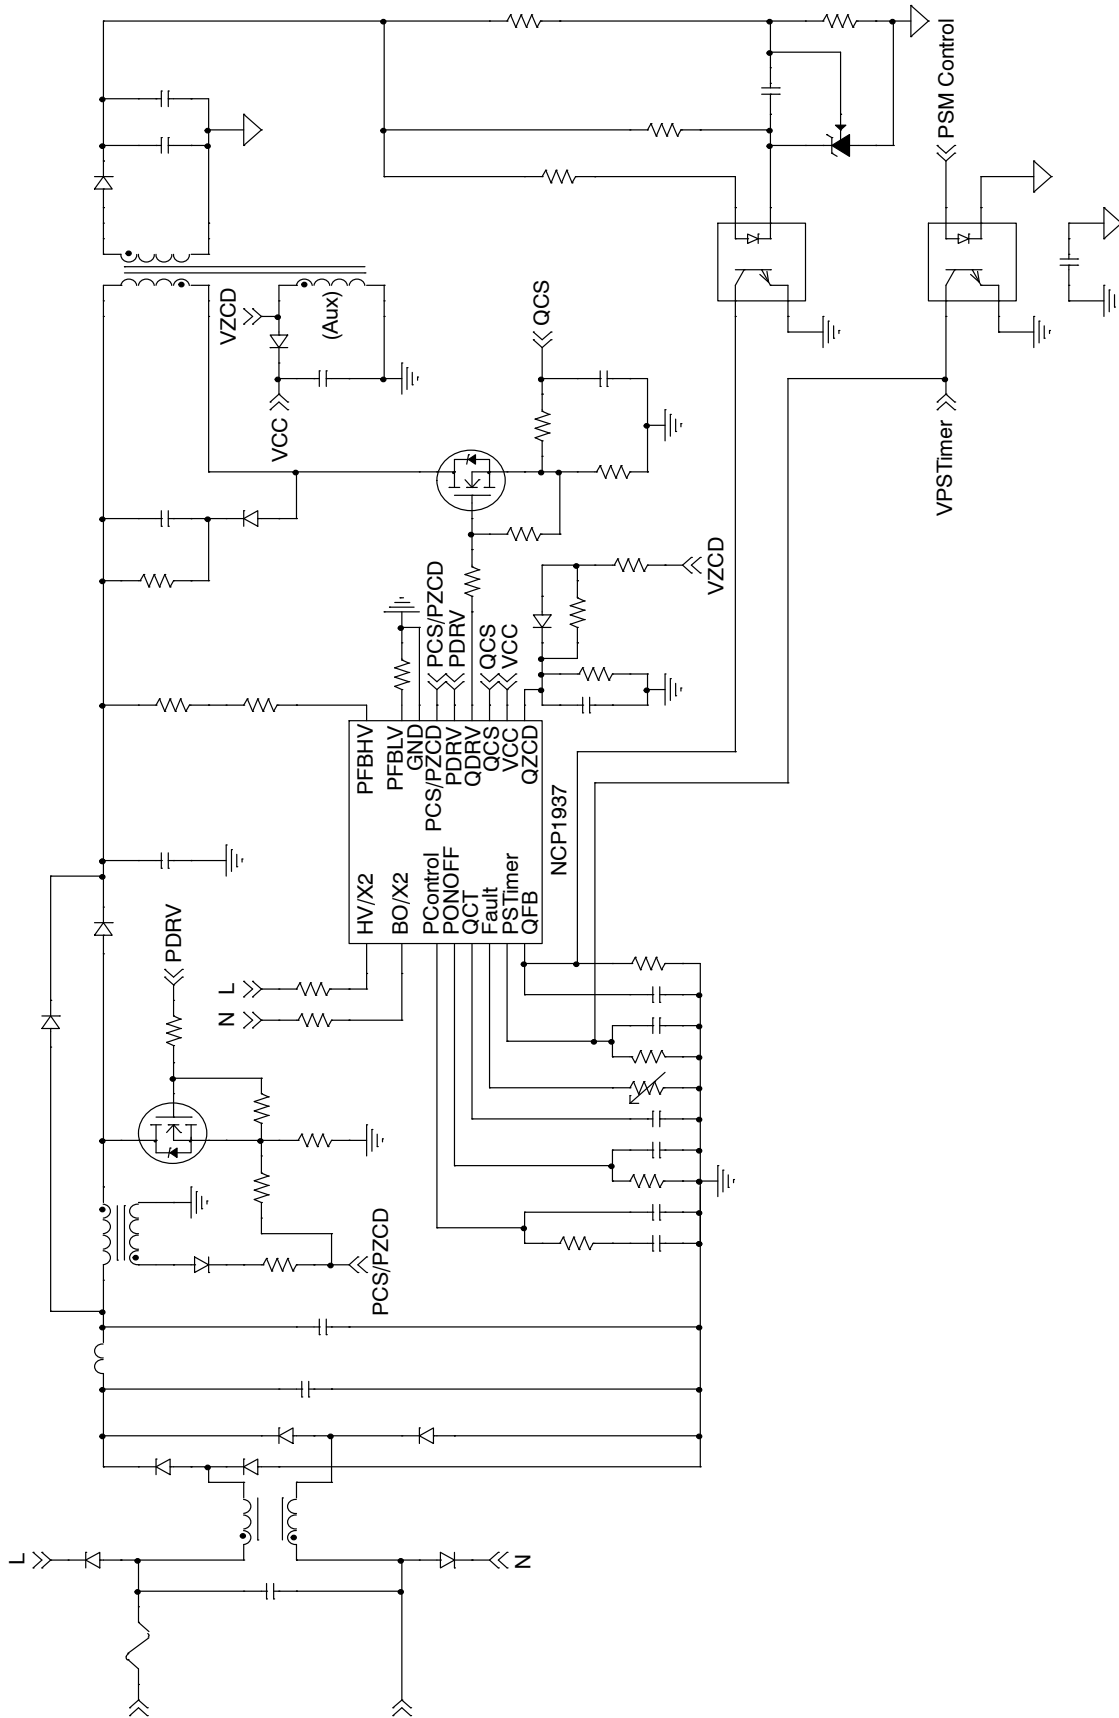 L
N
PCS/PZCD
PDRV
L
N
HV/X2
BO/X2
PControl
PONOFF
QCT
Fault
PSTimer
QFB
PFBHV
PFBLV
GND
PCS/PZCD
PDRV
QDRV
QCS
VCC
QZCD
NCP1937
PCS/PZCD
PDRV
QCS
VCC
VZCD
VCC
VZCD
(Aux)
QCS
VPSTimer
PSM Control